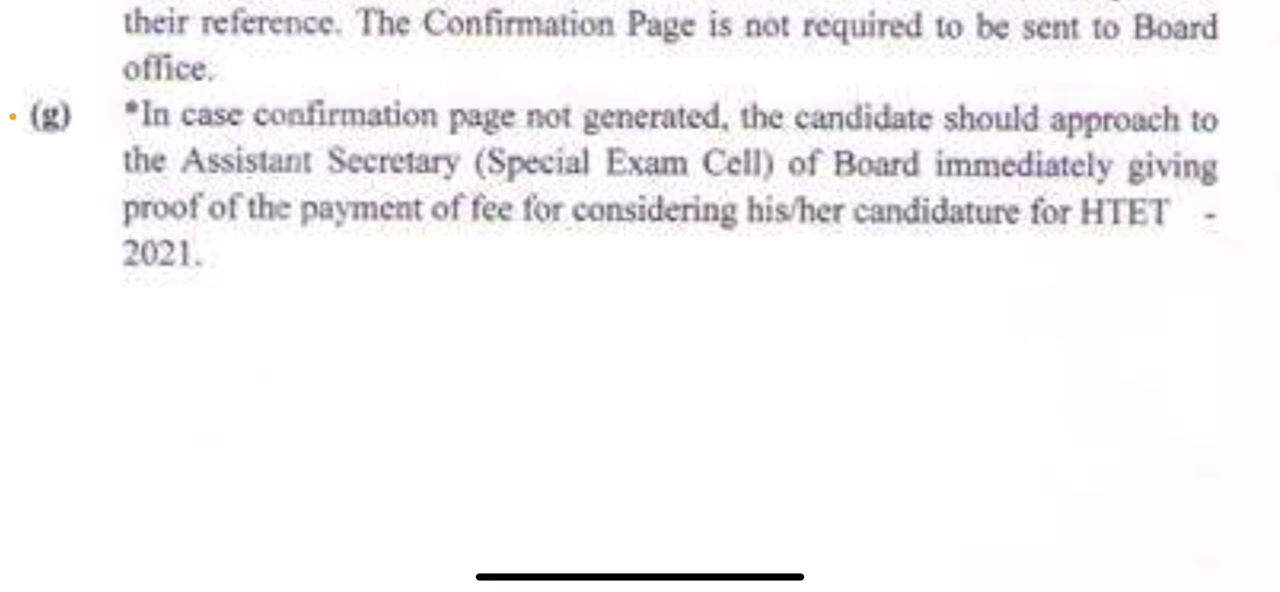 their reference. The Confirmation Page is not required to be sent to Board
office.
(g) *In case confirmation page not generated, the candidate should approach to
the Assistant Secretary (Special Exam Cell) of Board immediately giving
proof of the payment of fee for considering his/her candidature for HTET -
2021.